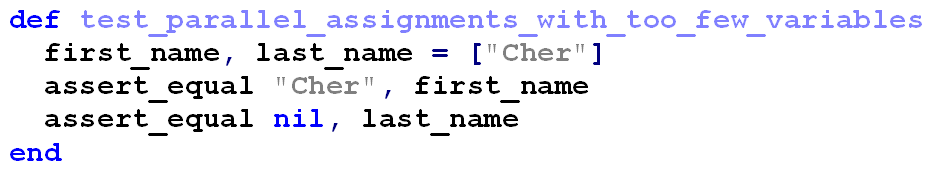 def test_parallel_assignments_with_too_few_variables
  first_name, last_name = ["Cher"]
  assert_equal "Cher", first_name
  assert_equal nil, last_name
end